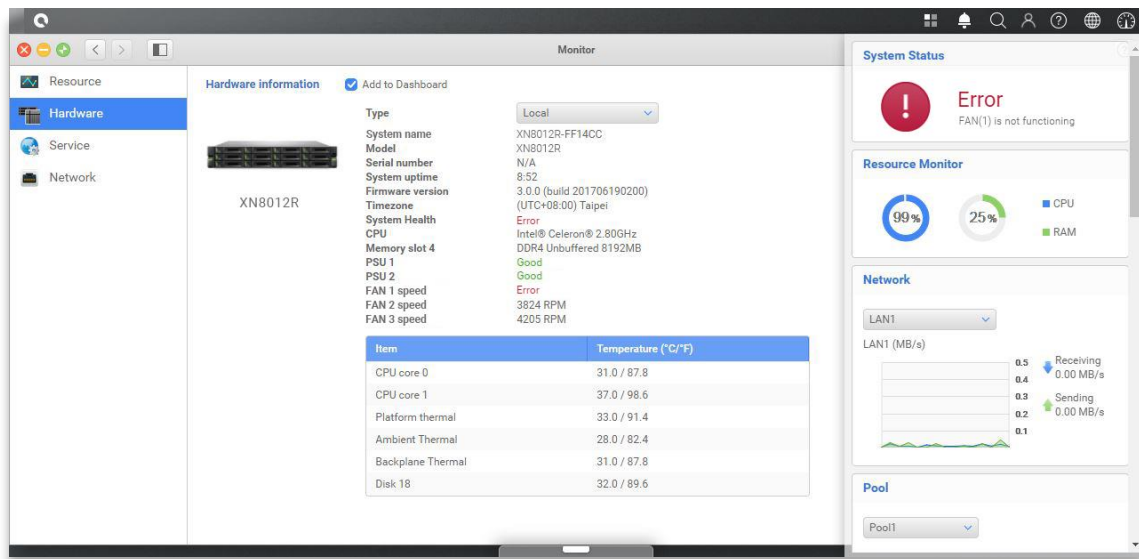 Monitor
Resource
Hardware
Service
Network
Hardware information
Add to Dashboard
XN8012R
Type Local
System name XN8012R-FF14CC
Model XN8012R
Serial number N/A
System uptime 8:52
Firmware version 3.0.0 (build 201706190200)
Timezone (UTC+08:00) Taipei
System Health Error
CPU Intel® Celeron® 2.80GHz
Memory slot 4 DDR4 Unbuffered 8192MB
PSU 1 Good
PSU 2 Good
FAN 1 speed Error
FAN 2 speed 3824 RPM
FAN 3 speed 4205 RPM
Item Temperature (°C/°F)
CPU core 0 31.0 / 87.8
CPU core 1 37.0 / 98.6
Platform thermal 33.0 / 91.4
Ambient Thermal 28.0 / 82.4
Backplane Thermal 31.0 / 87.8
Disk 18 32.0 / 89.6
System Status
Error
FAN(1) is not functioning
Resource Monitor
99%
25%
CPU
RAM
Network
LAN1
LAN1 (MB/s)
0.5
0.4
0.3
0.2
0.1
Receiving
0.00 MB/s
Sending
0.00 MB/s
Pool
Pool1